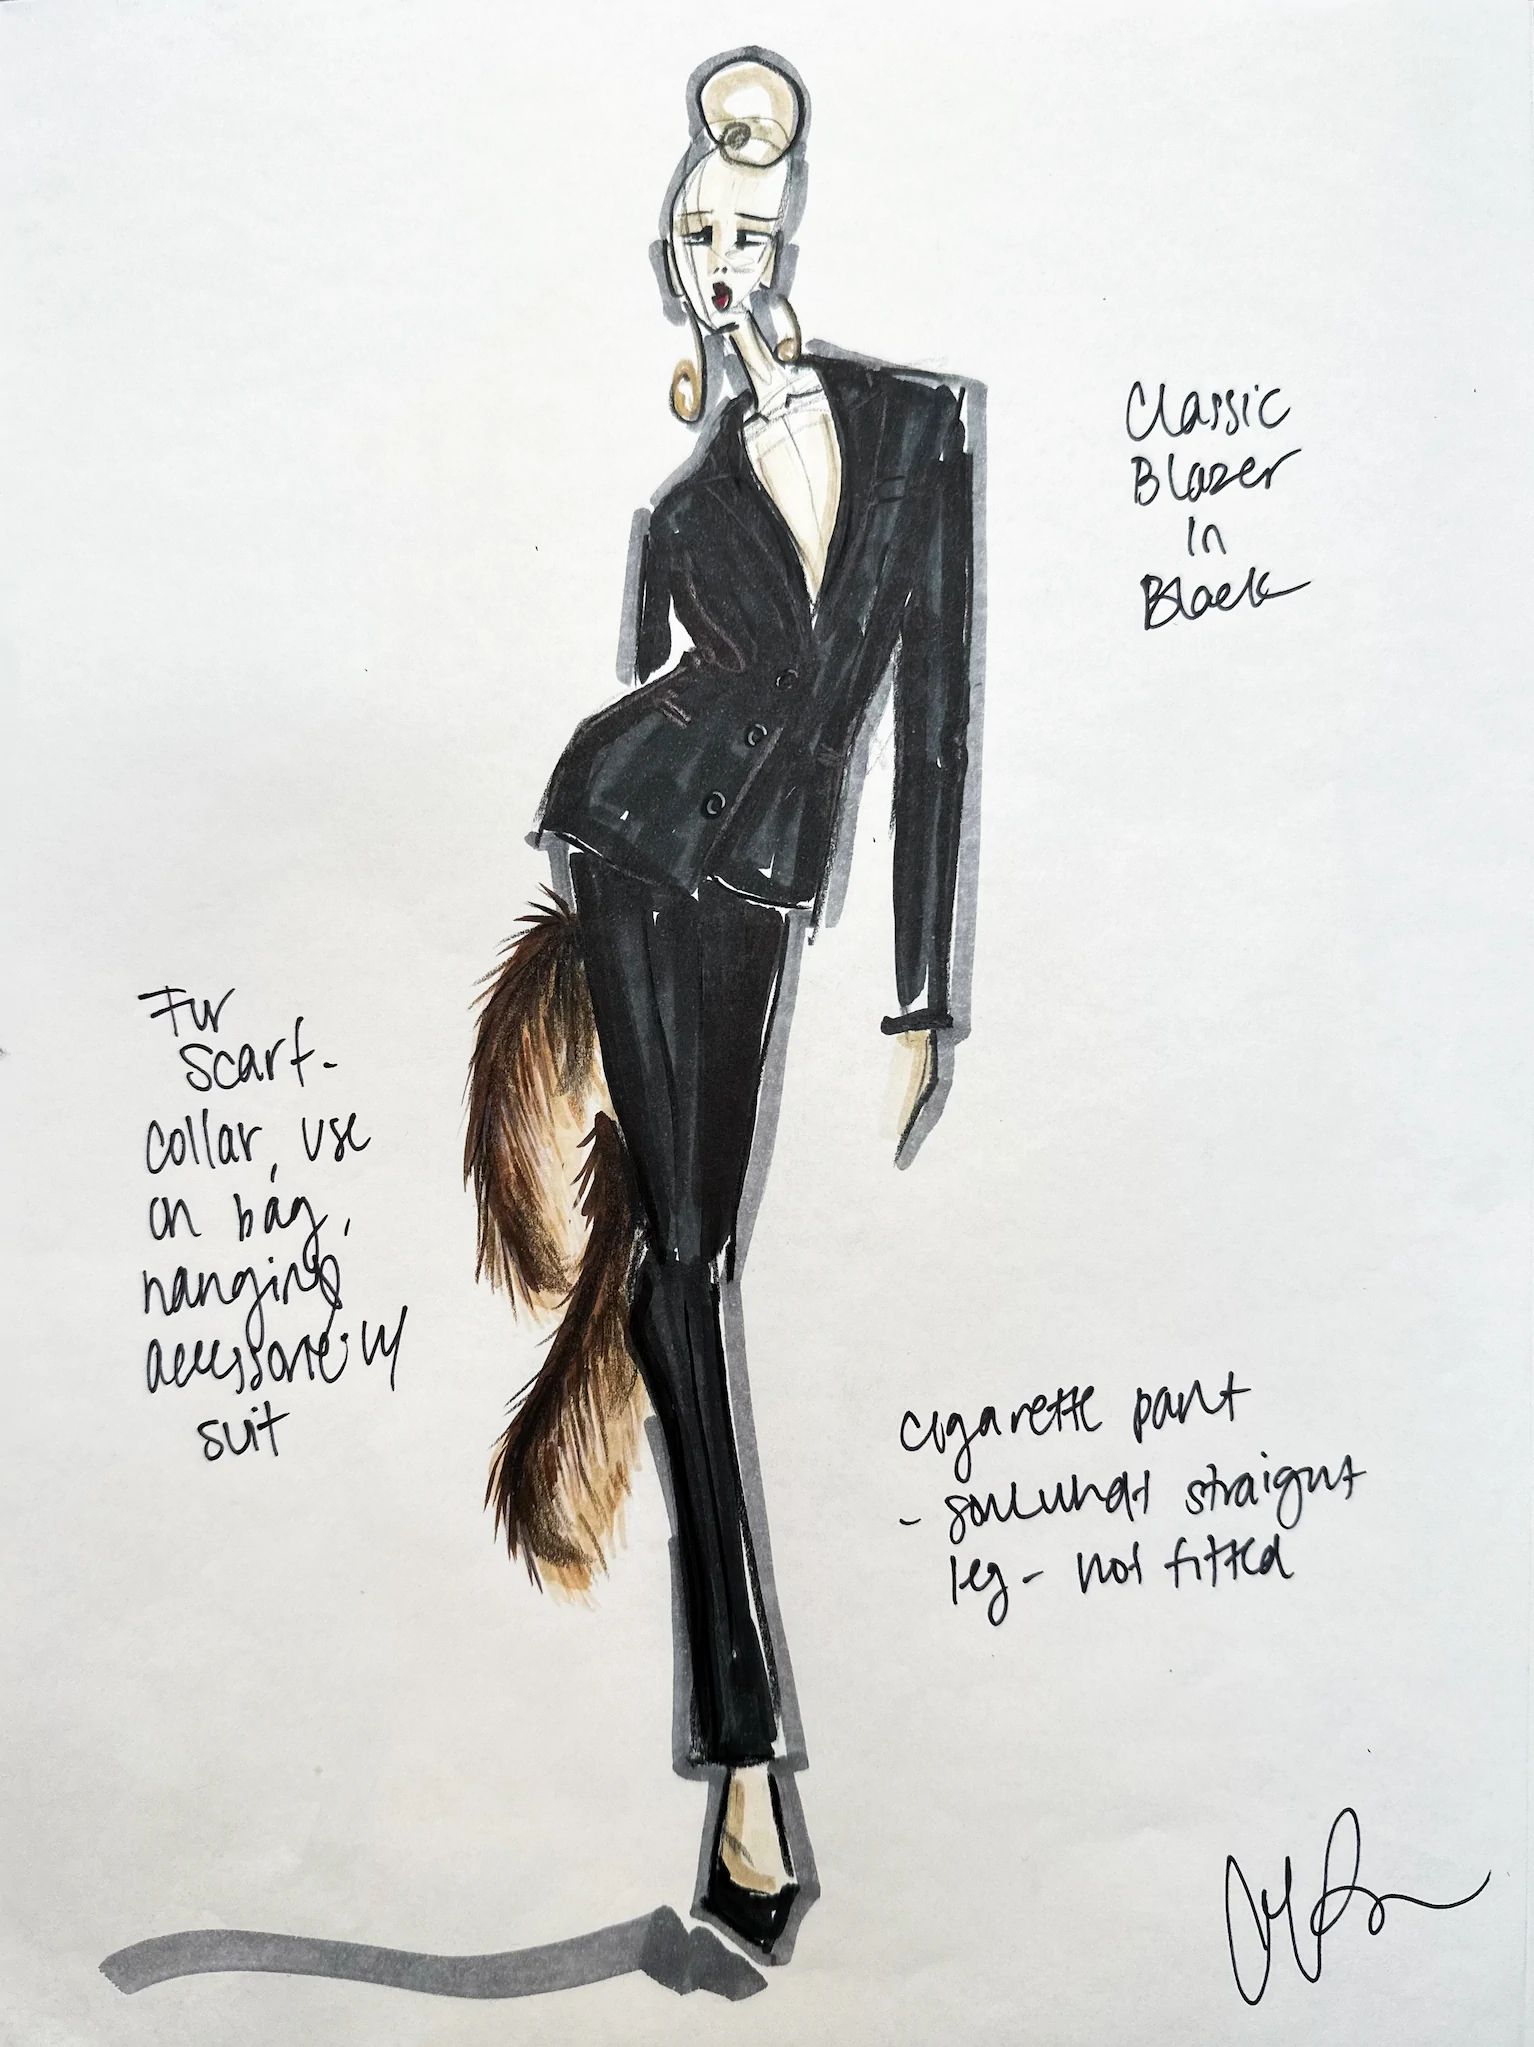 Classic
Blazer
in
Black
Fur
scarf -
collar, use
on bag,
hanging
accessorie w/
suit
cigarette pant
- somewhat straight
leg - not fitted